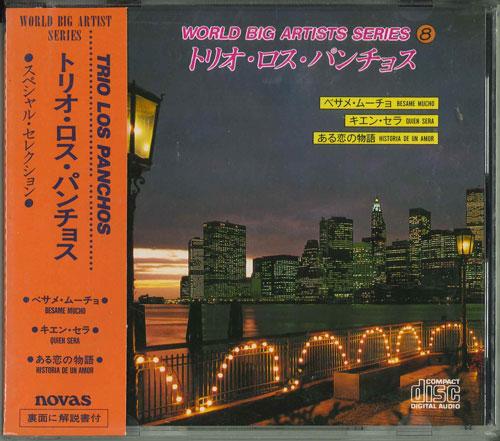 WORLD BIG ARTIST
SERIES
TRIO LOS PANCHOS
トリオ・ロス・パンチョス
●スペシャル・セレクション●
●ベサメ・ムーチョ●
BESAME MUCHO
●キエン・セラ●
QUIEN SERA
●ある恋の物語●
HISTORIA DE UN AMOR
novas
裏面に解説書付
WORLD BIG ARTISTS SERIES 8
トリオ・ロス・パンチョス
ベサメ・ムーチョ BESAME MUCHO
キエン・セラ QUIEN SERA
ある恋の物語 HISTORIA DE UN AMOR
COMPACT
disc
DIGITAL AUDIO